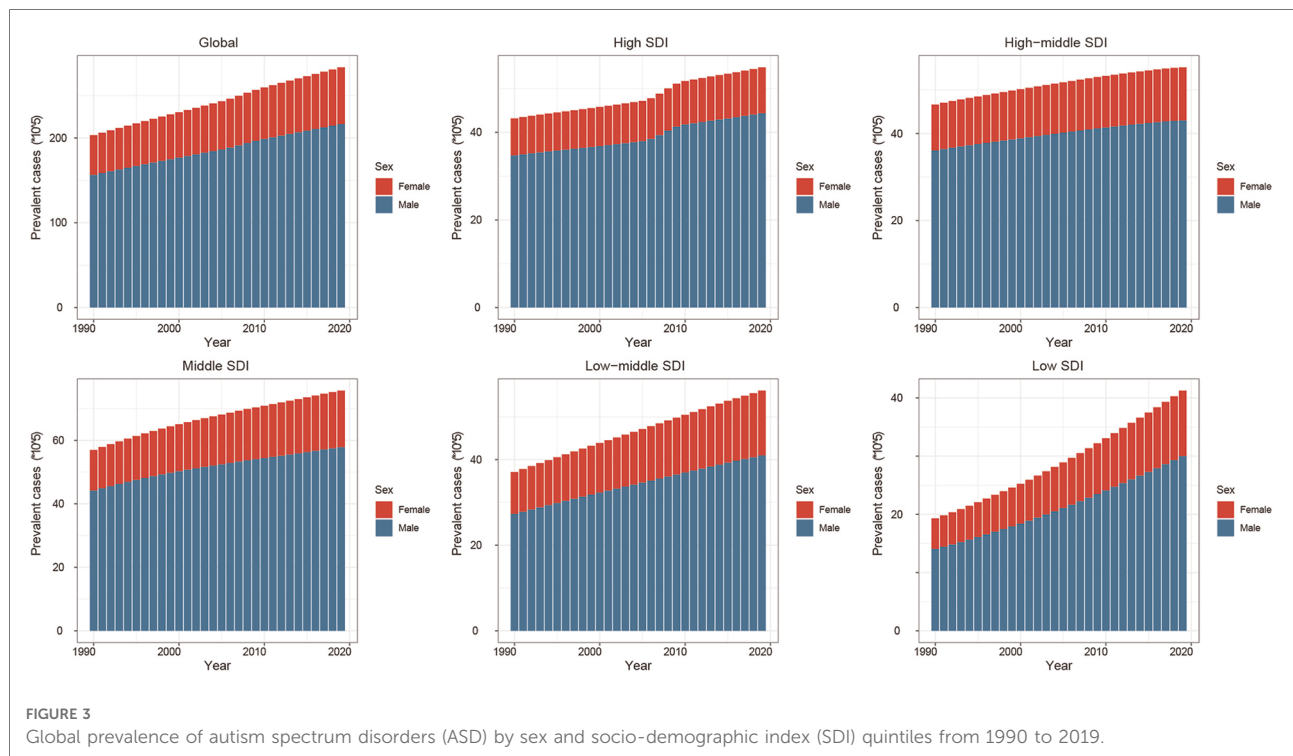 Global
Prevalent cases (*10^5)
200
100
0
1990
2000
2010
2020
Year
Sex
Female
Male
High SDI
Prevalent cases (*10^5)
40
20
0
1990
2000
2010
2020
Year
Sex
Female
Male
High-middle SDI
Prevalent cases (*10^5)
40
20
0
1990
2000
2010
2020
Year
Sex
Female
Male
Middle SDI
Prevalent cases (*10^5)
60
40
20
0
1990
2000
2010
2020
Year
Sex
Female
Male
Low-middle SDI
Prevalent cases (*10^5)
40
20
0
1990
2000
2010
2020
Year
Sex
Female
Male
Low SDI
Prevalent cases (*10^5)
40
20
0
1990
2000
2010
2020
Year
Sex
Female
Male
FIGURE 3
Global prevalence of autism spectrum disorders (ASD) by sex and socio-demographic index (SDI) quintiles from 1990 to 2019.